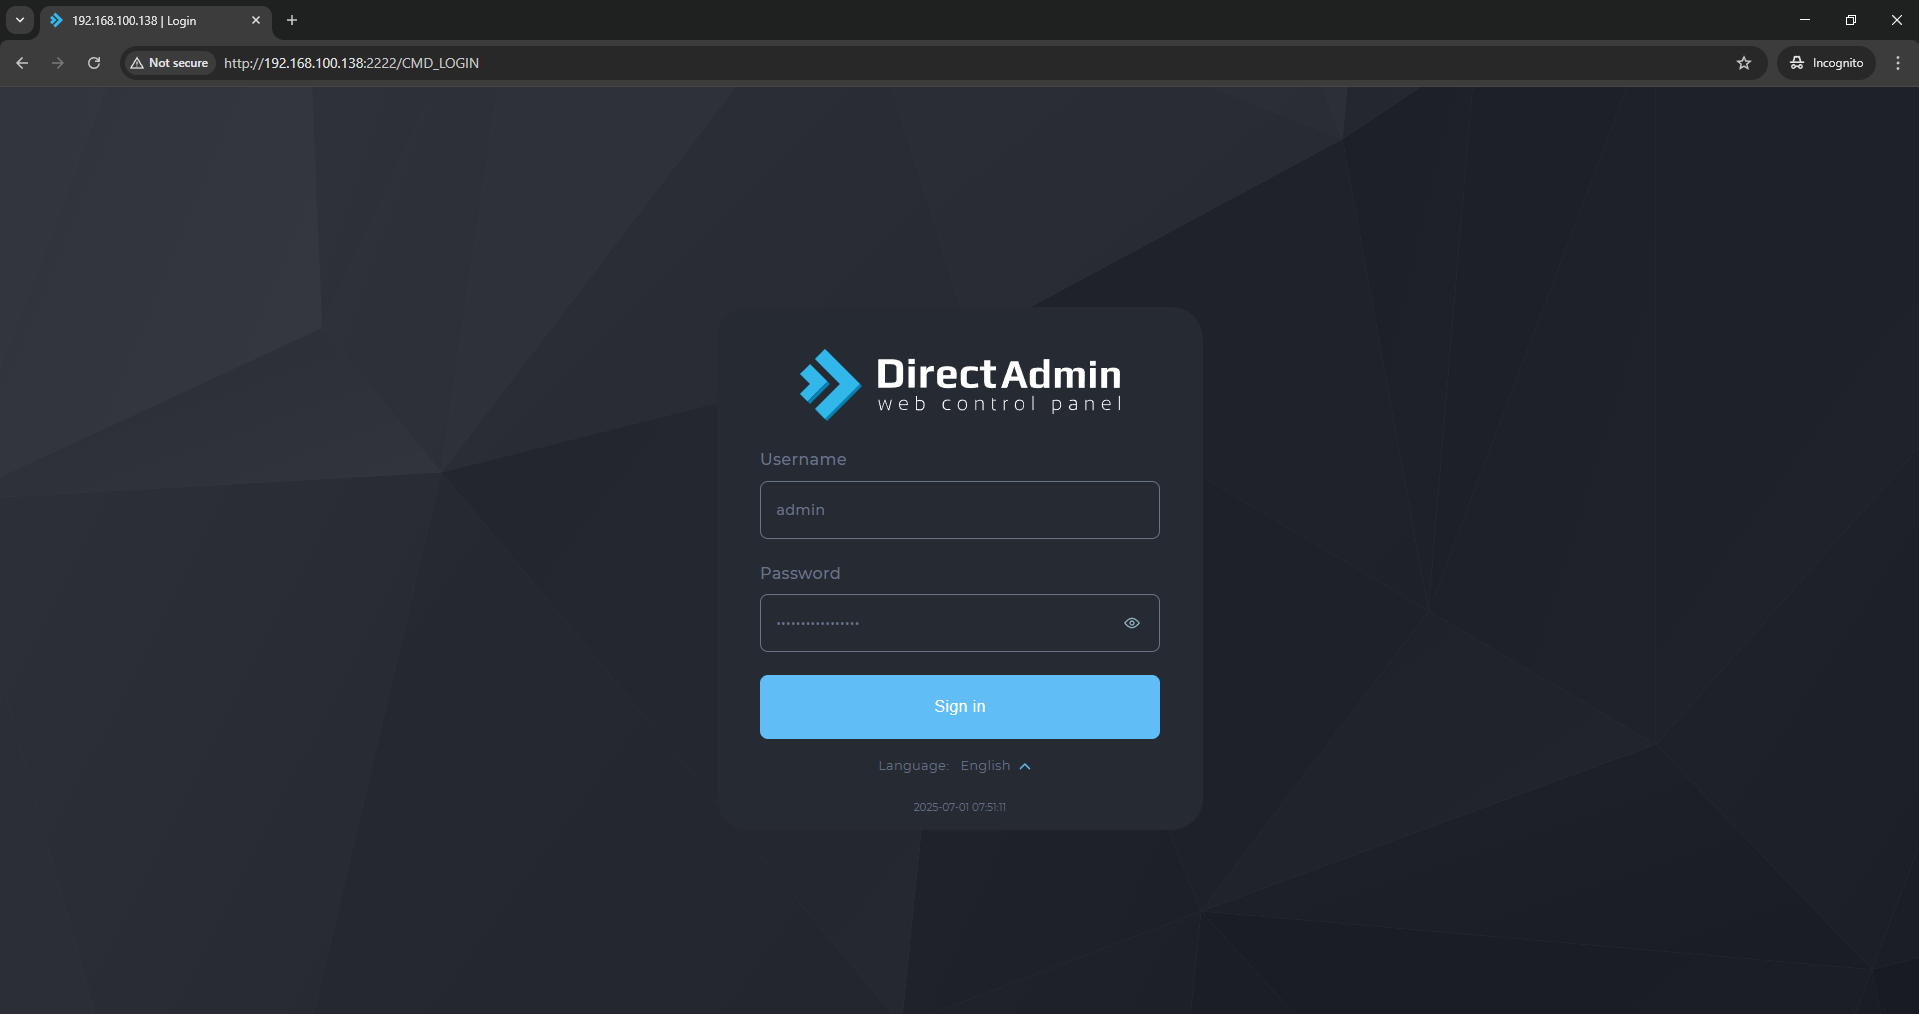 192.168.100.138 | Login
Not secure
http://192.168.100.138:2222/CMD_LOGIN
Incognito
DirectAdmin
web control panel
Username
admin
Password
Sign in
Language: English
2025-07-01 07:51:11